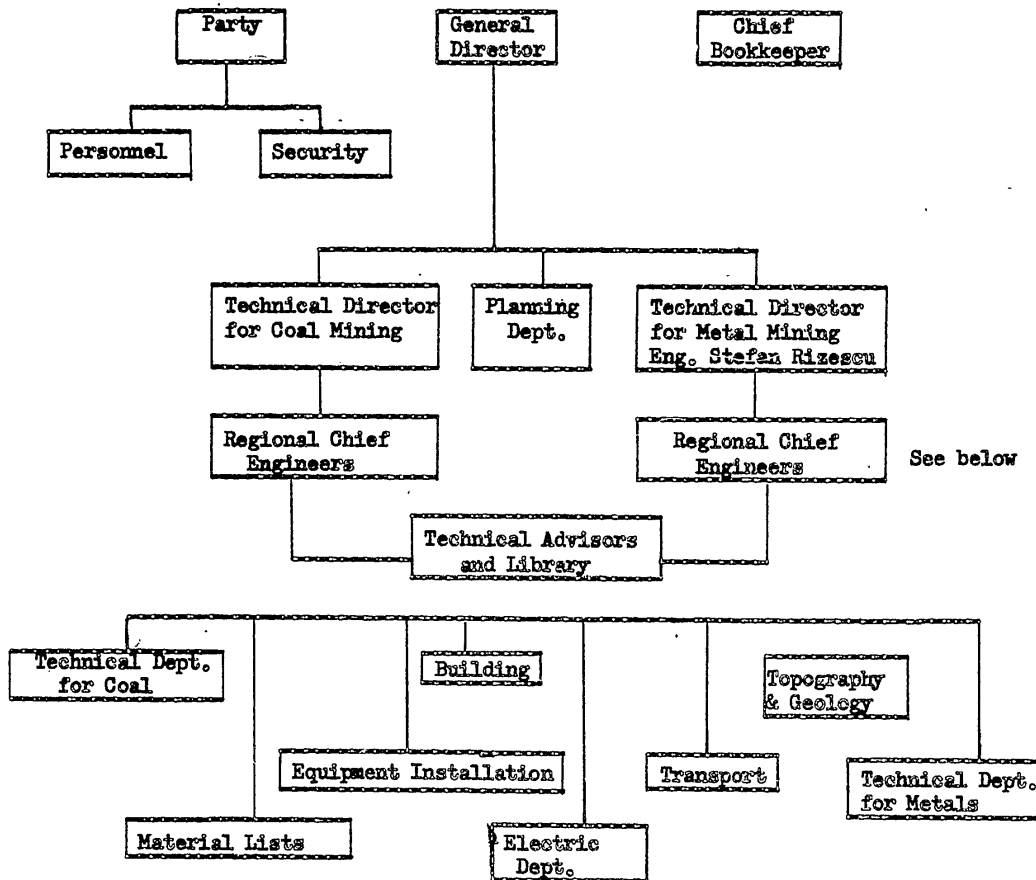 Party
General
Director
Chief
Bookkeeper
Personnel
Security
Technical Director
for Coal Mining
Planning
Dept.
Technical Director
for Metal Mining
Eng. Stefan Rizescu
Regional Chief
Engineers
Regional Chief
Engineers
See below
Technical Advisors
and Library
Technical Dept.
for Coal
Building
Topography
& Geology
Equipment Installation
Transport
Technical Dept.
for Metals
Material Lists
Electric
Dept.